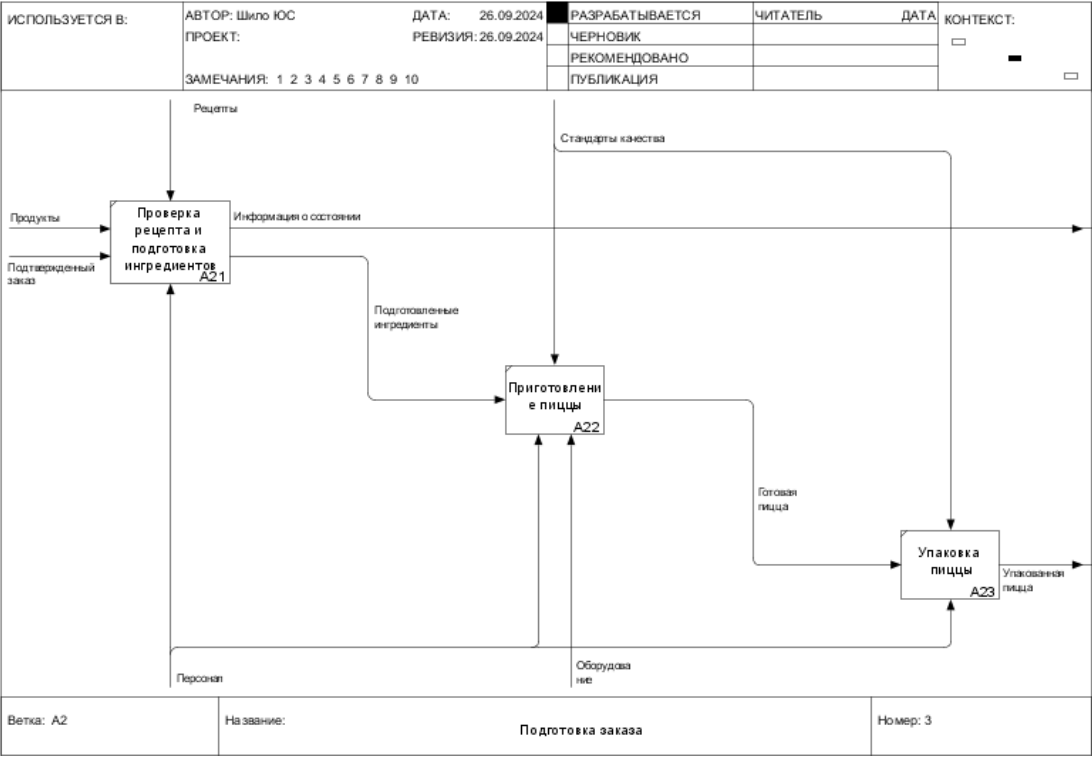 ИСПОЛЬЗУЕТСЯ В:
АВТОР: Шило ЮС
ДАТА: 26.09.2024
РАЗРАБАТЫВАЕТСЯ
ЧИТАТЕЛЬ
ДАТА
КОНТЕКСТ:
ПРОЕКТ:
РЕВИЗИЯ: 26.09.2024
ЧЕРНОВИК
РЕКОМЕНДОВАНО
ЗАМЕЧАНИЯ: 1 2 3 4 5 6 7 8 9 10
ПУБЛИКАЦИЯ
Рецепты
Стандарты качества
Продукты
Подтвержденный
заказ
Проверка
рецепта и
подготовка
ингредиентов
A21
Информация о состоянии
Подготовленные
ингредиенты
Приготовлени
е пиццы
A22
Готовая
пицца
Упаковка
пиццы
A23
Упакованная
пицца
Персонал
Оборудова
ние
Ветка: A2
Название:
Подготовка заказа
Номер: 3